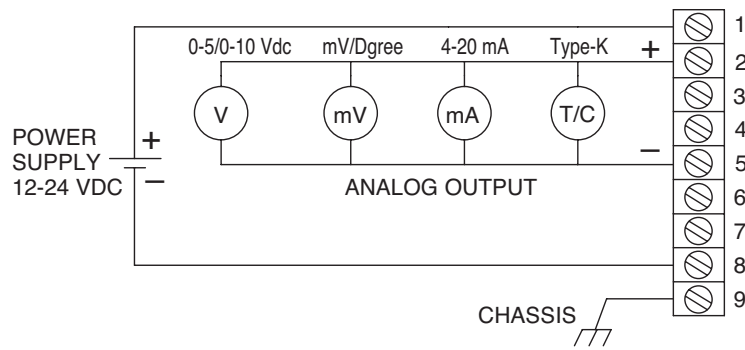 1
0-5/0-10 Vdc mV/Dgree 4-20 mA Type-K + 2
3
V mV mA T/C
4
POWER +
SUPPLY − 5
12-24 VDC − ANALOG OUTPUT
6
7
8
9
CHASSIS